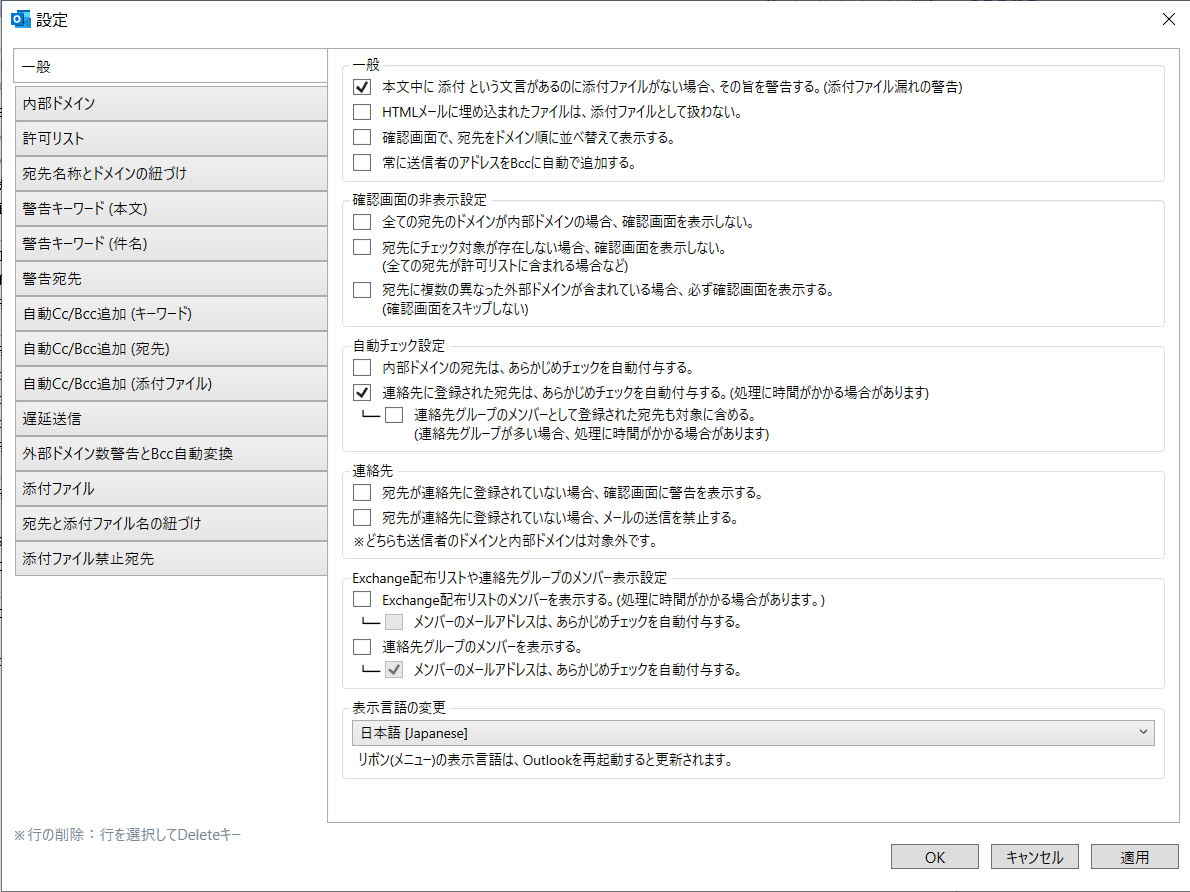 設定
一般
内部ドメイン
許可リスト
宛先名称とドメインの紐づけ
警告キーワード (本文)
警告キーワード (件名)
警告宛先
自動Cc/Bcc追加 (キーワード)
自動Cc/Bcc追加 (宛先)
自動Cc/Bcc追加 (添付ファイル)
遅延送信
外部ドメイン数警告とBcc自動変換
添付ファイル
宛先と添付ファイル名の紐づけ
添付ファイル禁止宛先
※行の削除：行を選択してDeleteキー
一般
本文中に 添付 という文言があるのに添付ファイルがない場合、その旨を警告する。(添付ファイル漏れの警告)
HTMLメールに埋め込まれたファイルは、添付ファイルとして扱わない。
確認画面で、宛先をドメイン順に並べ替えて表示する。
常に送信者のアドレスをBccに自動で追加する。
確認画面の非表示設定
全ての宛先のドメインが内部ドメインの場合、確認画面を表示しない。
宛先にチェック対象が存在しない場合、確認画面を表示しない。
(全ての宛先が許可リストに含まれる場合など)
宛先に複数の異なった外部ドメインが含まれている場合、必ず確認画面を表示する。
(確認画面をスキップしない)
自動チェック設定
内部ドメインの宛先は、あらかじめチェックを自動付与する。
連絡先に登録された宛先は、あらかじめチェックを自動付与する。(処理に時間がかかる場合があります)
連絡先グループのメンバーとして登録された宛先も対象に含める。
(連絡先グループが多い場合、処理に時間がかかる場合があります)
連絡先
宛先が連絡先に登録されていない場合、確認画面に警告を表示する。
宛先が連絡先に登録されていない場合、メールの送信を禁止する。
※どちらも送信者のドメインと内部ドメインは対象外です。
Exchange配布リストや連絡先グループのメンバー表示設定
Exchange配布リストのメンバーを表示する。(処理に時間がかかる場合があります。)
メンバーのメールアドレスは、あらかじめチェックを自動付与する。
連絡先グループのメンバーを表示する。
メンバーのメールアドレスは、あらかじめチェックを自動付与する。
表示言語の変更
日本語 [Japanese]
リボン(メニュー)の表示言語は、Outlookを再起動すると更新されます。
OK
キャンセル
適用